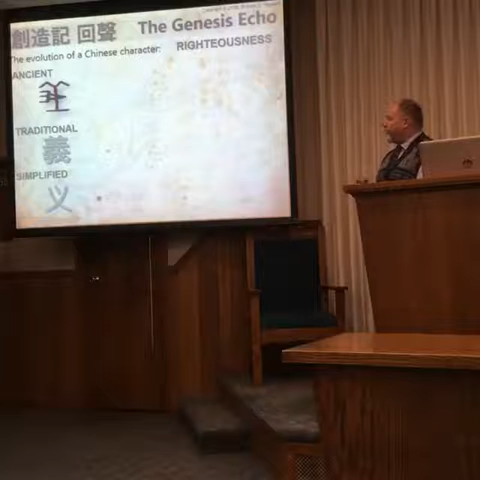 創造記 回聲 The Genesis Echo
The evolution of a Chinese character: RIGHTEOUSNESS
ANCIENT
TRADITIONAL
義
SIMPLIFIED
义